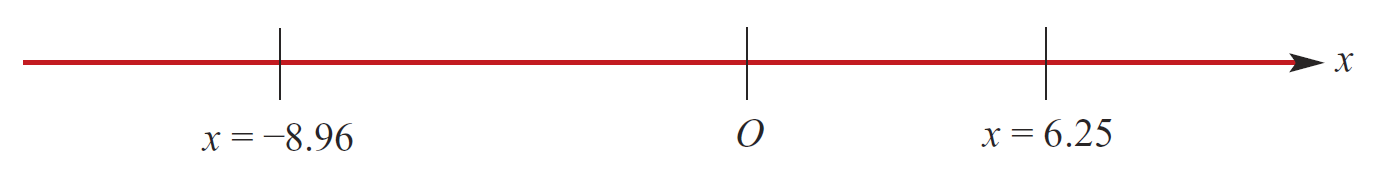 x
x = −8.96
O
x = 6.25